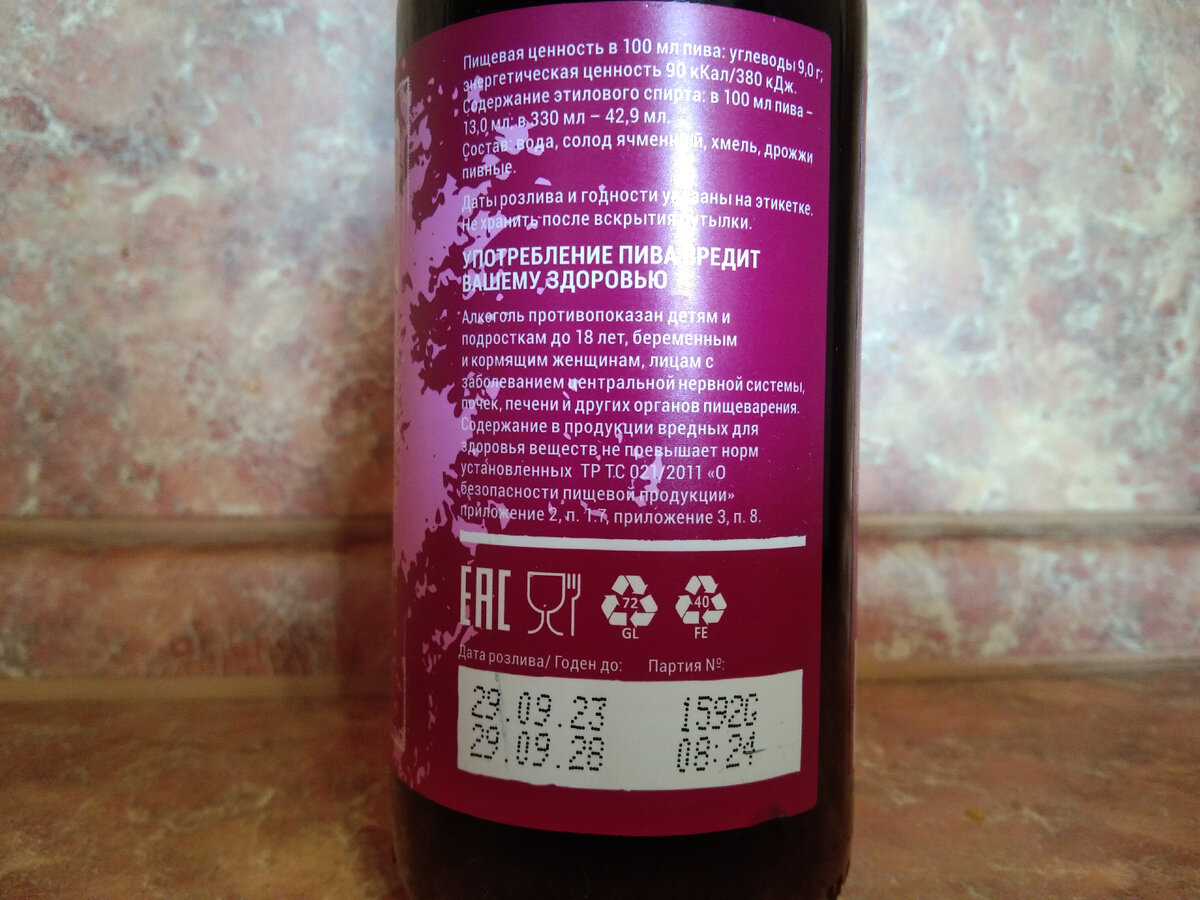 Пищевая ценность в 100 мл пива: углеводы 9,0 г;
энергетическая ценность 90 кКал/380 кДж.
Содержание этилового спирта: в 100 мл пива –
13,0 мл; в 330 мл – 42,9 мл.
Состав: вода, солод ячменный, хмель, дрожжи
пивные.
Даты розлива и годности указаны на этикетке.
Не хранить после вскрытия бутылки.
УПОТРЕБЛЕНИЕ ПИВА ВРЕДИТ
ВАШЕМУ ЗДОРОВЬЮ
Алкоголь противопоказан детям и
подросткам до 18 лет, беременным
и кормящим женщинам, лицам с
заболеванием центральной нервной системы,
почек, печени и других органов пищеварения.
Содержание в продукции вредных для
здоровья веществ не превышает норм
установленных ТР Т.С 021/2011 «О
безопасности пищевой продукции»
приложение 2, п. 1.7, приложение 3, п. 8.
EAC 72 40
GL FE
Дата розлива/ Годен до: Партия №:
29.09.23 1592G
29.09.28 08:24